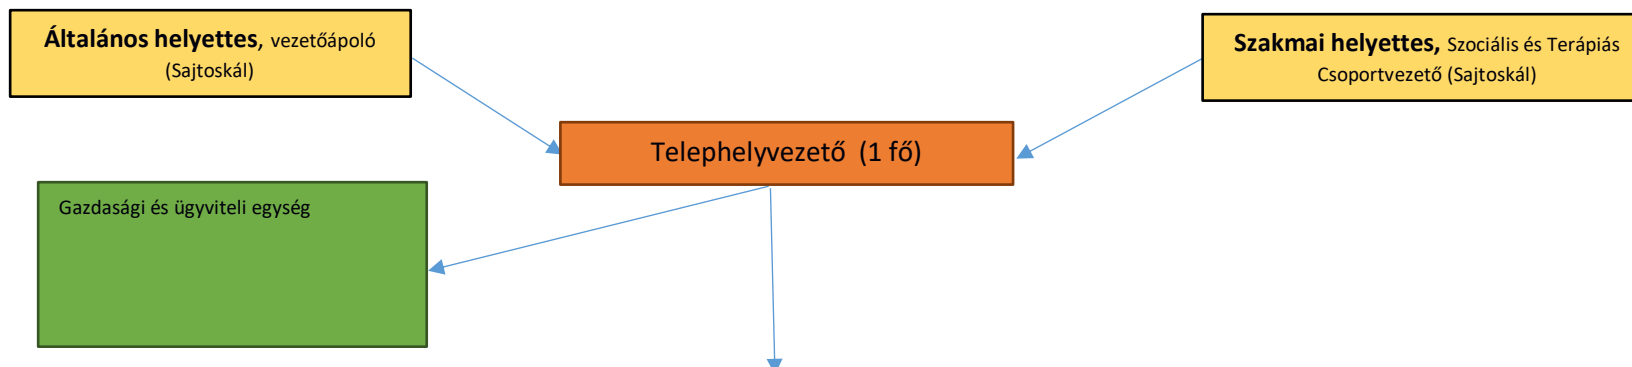 Általános helyettes, vezetőápoló
(Sajtoskál)
Szakmai helyettes, Szociális és Terápiás
Csoportvezető (Sajtoskál)
Telephelyvezető (1 fő)
Gazdasági és ügyviteli egység